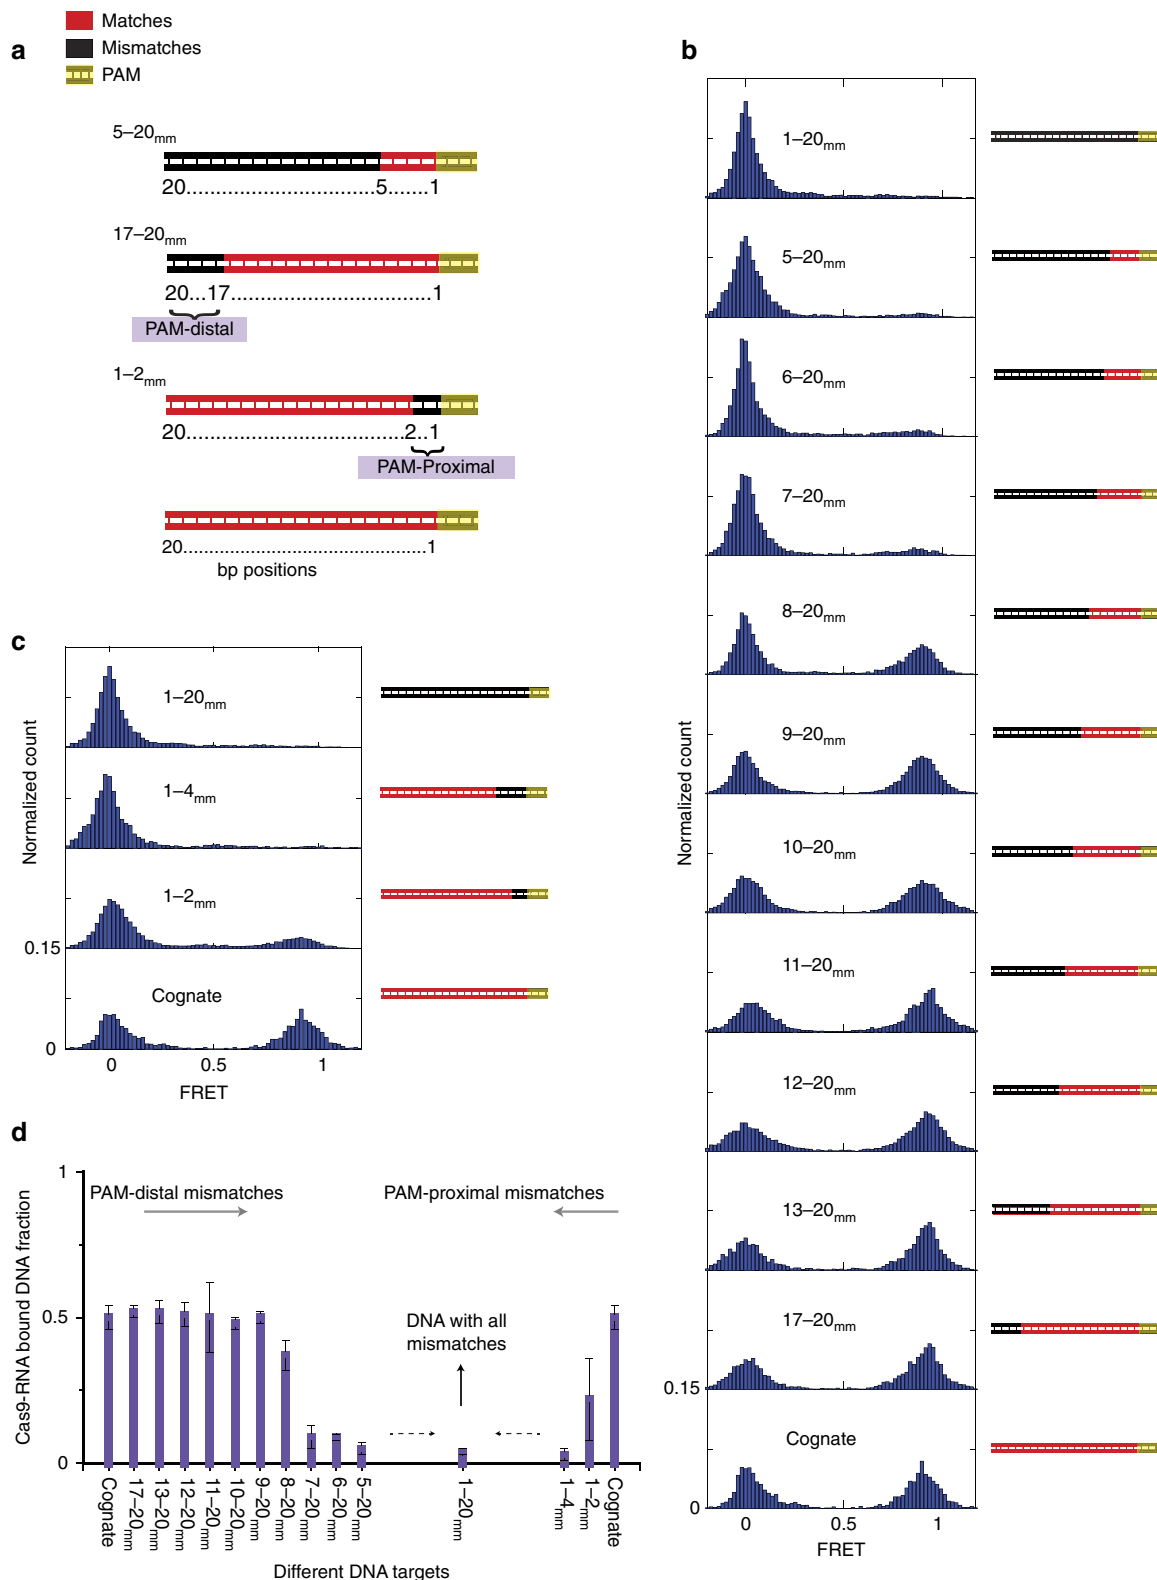 Matches
Mismatches
PAM
a
5–20mm
20....................................5.......1
17–20mm
20...17....................................1
PAM-distal
1–2mm
20.......................................2..1
PAM-Proximal
20.............................................1
bp positions
b
1–20mm
5–20mm
6–20mm
7–20mm
8–20mm
9–20mm
10–20mm
11–20mm
12–20mm
13–20mm
17–20mm
0.15
Cognate
0
0 0.5 1
FRET
Normalized count
c
1–20mm
1–4mm
1–2mm
0.15
Cognate
0
0 0.5 1
FRET
Normalized count
d
1
PAM-distal mismatches
PAM-proximal mismatches
0.5
DNA with all
mismatches
0
Cas9-RNA bound DNA fraction
Cognate
17–20mm
13–20mm
12–20mm
11–20mm
10–20mm
9–20mm
8–20mm
7–20mm
6–20mm
5–20mm
1–20mm
1–4mm
1–2mm
Cognate
Different DNA targets